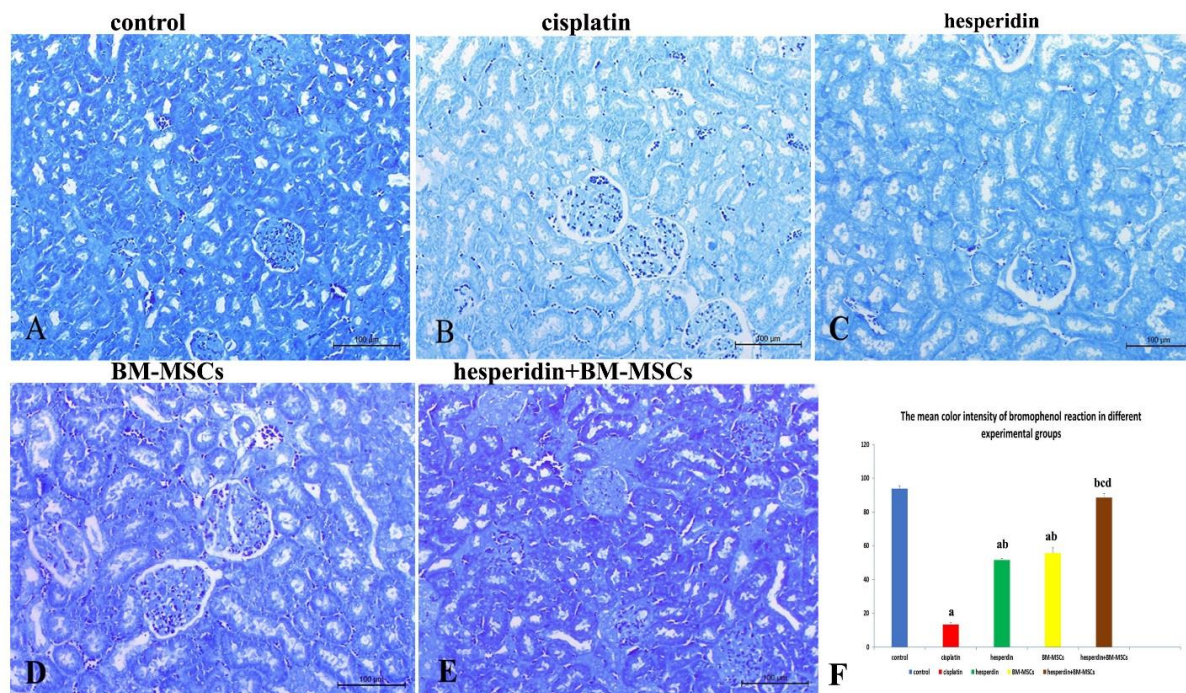 control
cisplatin
hesperidin
A
100 µm
B
100 µm
C
100 µm
BM-MSCs
hesperidin+BM-MSCs
D
100 µm
E
100 µm
The mean color intensity of bromophenol reaction in different
experimental groups
120
100
80
60
40
20
0
a
ab
ab
bcd
control cisplatin hesperidin BM-MSCs hesperidin+BM-MSCs
control cisplatin hesperidin BM-MSCs hesperidin+BM-MSCs
F